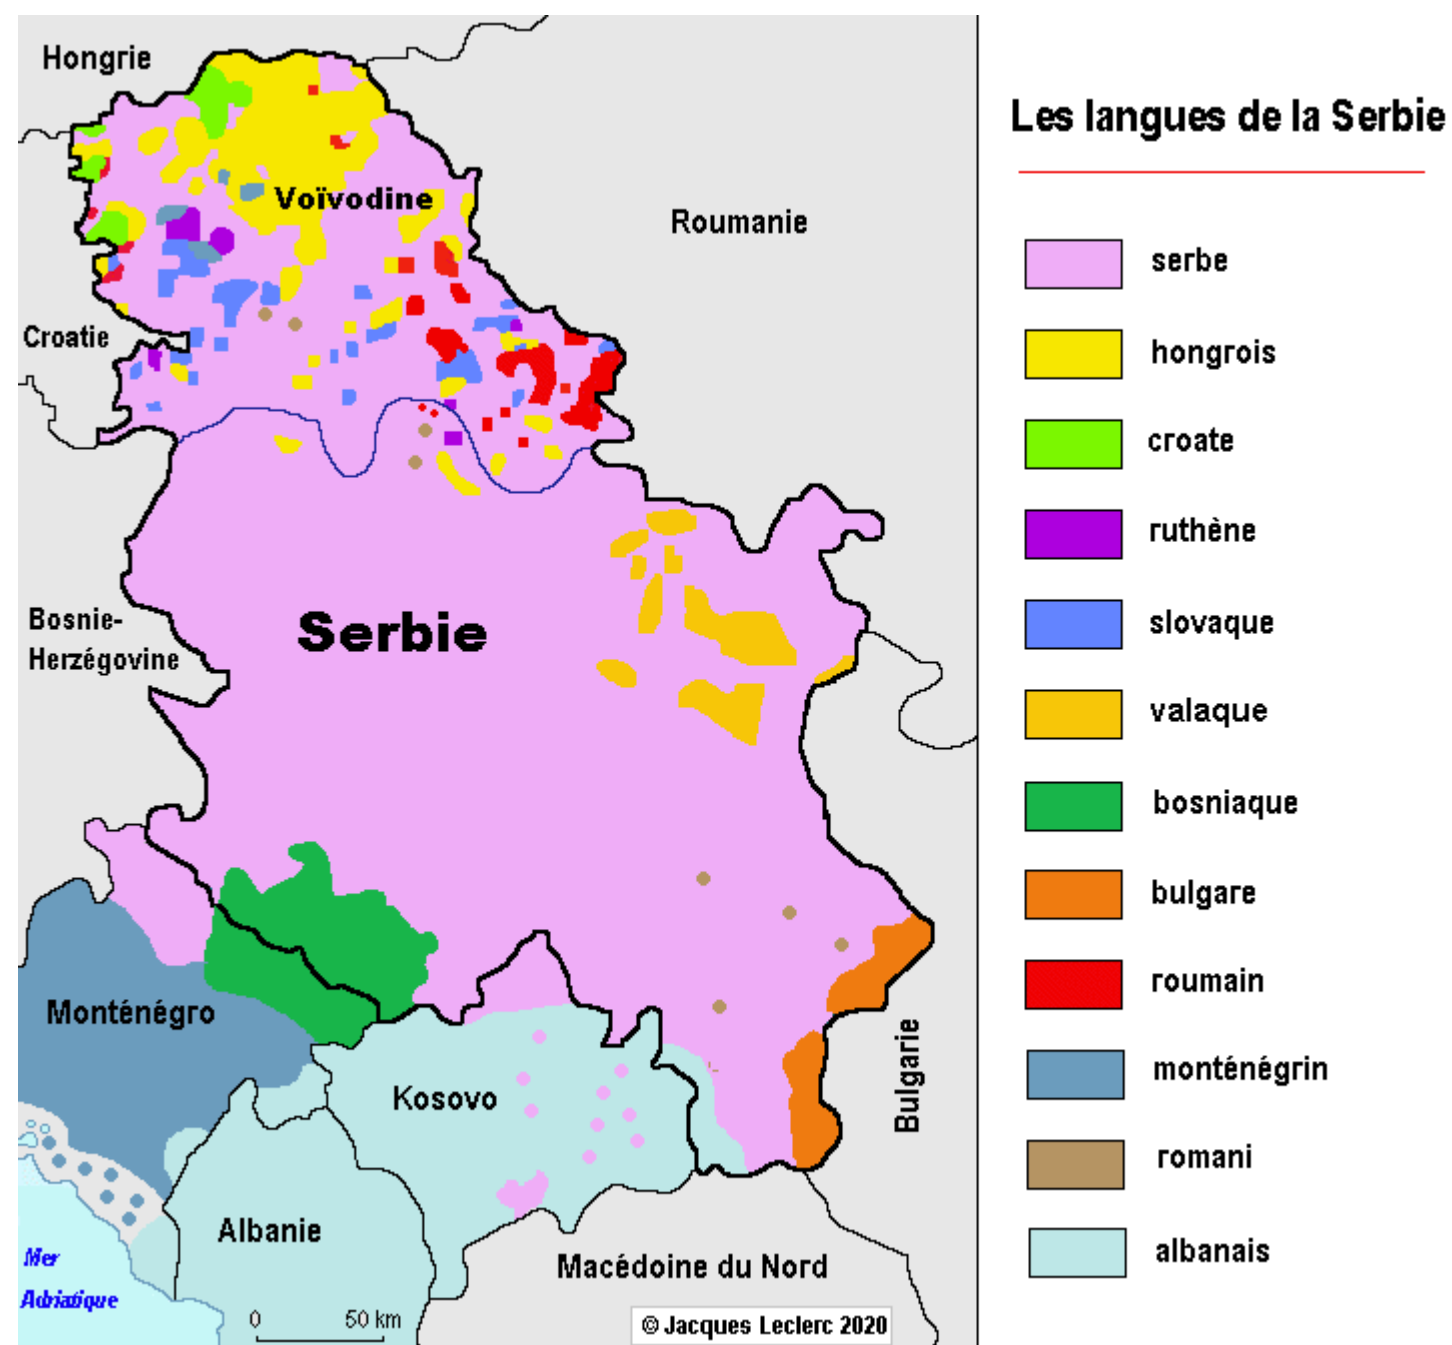 Les langues de la Serbie
Hongrie
Voïvodine
Roumanie
Croatie
Serbie
Bosnie-
Herzégovine
Monténégro
Kosovo
Bulgarie
Albanie
Macédoine du Nord
Mer
Adriatique
0 50 km
© Jacques Leclerc 2020
serbe
hongrois
croate
ruthène
slovaque
valaque
bosniaque
bulgare
roumain
monténégrin
romani
albanais